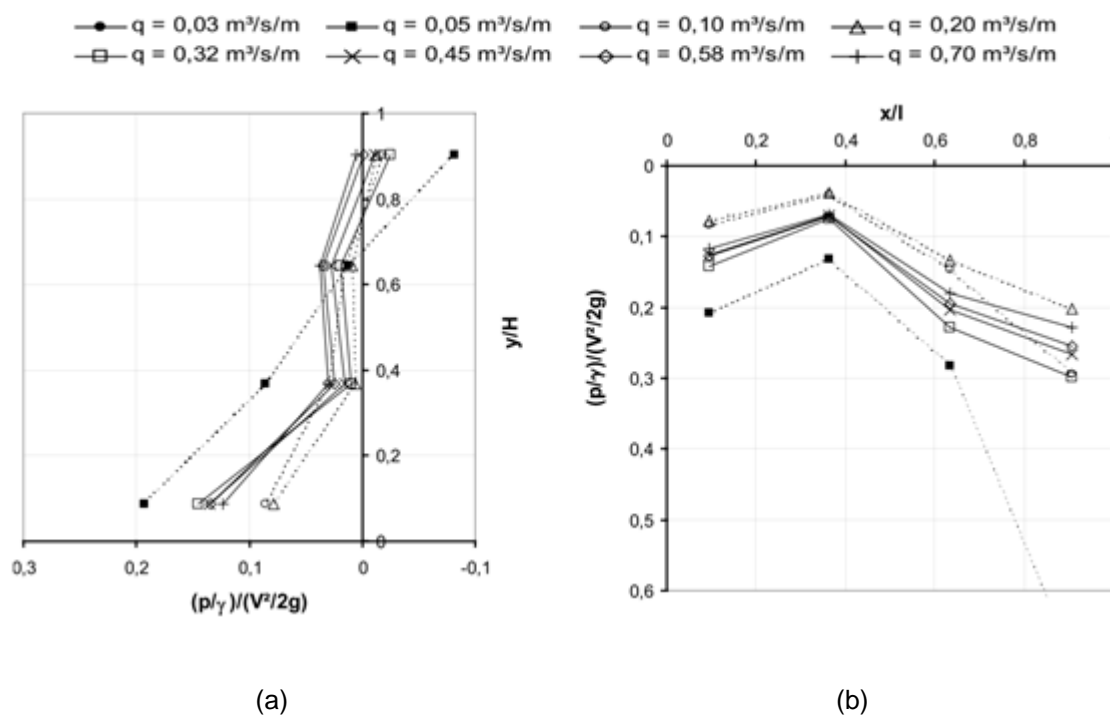 q = 0,03 m³/s/m q = 0,05 m³/s/m q = 0,10 m³/s/m q = 0,20 m³/s/m
q = 0,32 m³/s/m q = 0,45 m³/s/m q = 0,58 m³/s/m q = 0,70 m³/s/m
1
0,8
0,6
0,4
0,2
0
y/H
0,3 0,2 0,1 0 -0,1
(p/γ)/(V²/2g)
x/l
0 0,2 0,4 0,6 0,8
0
0,1
0,2
0,3
0,4
0,5
0,6
(p/γ)/(V²/2g)
(a) (b)